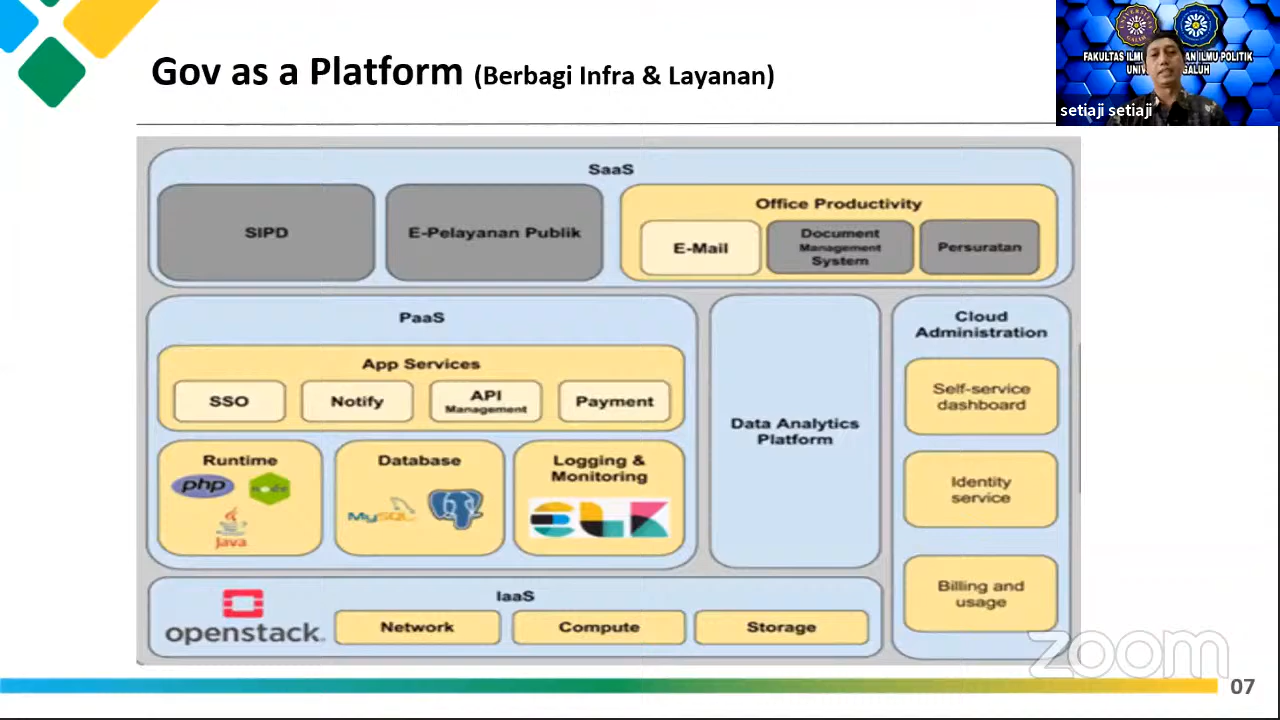 Gov as a Platform (Berbagi Infra & Layanan)
FAKULTAS ILMU
AN ILMU POLITIK
UNIV
GALUH
setiaji setiaji
SaaS
SIPD
E-Pelayanan Publik
Office Productivity
E-Mail
Document
Management
System
Persuratan
PaaS
App Services
SSO
Notify
API
Management
Payment
Runtime
php
node
Java
Database
MySQL
Logging &
Monitoring
ELK
Data Analytics
Platform
Cloud
Administration
Self-service
dashboard
Identity
service
Billing and
usage
IaaS
openstack.
Network
Compute
Storage
zoom
07